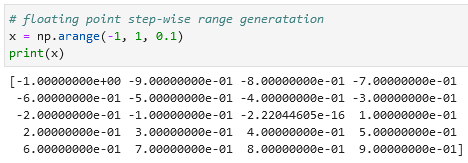 # floating point step-wise range generatation
x = np.arange(-1, 1, 0.1)
print(x)
[-1.00000000e+00 -9.00000000e-01 -8.00000000e-01 -7.00000000e-01
 -6.00000000e-01 -5.00000000e-01 -4.00000000e-01 -3.00000000e-01
 -2.00000000e-01 -1.00000000e-01 -2.22044605e-16  1.00000000e-01
  2.00000000e-01  3.00000000e-01  4.00000000e-01  5.00000000e-01
  6.00000000e-01  7.00000000e-01  8.00000000e-01  9.00000000e-01]